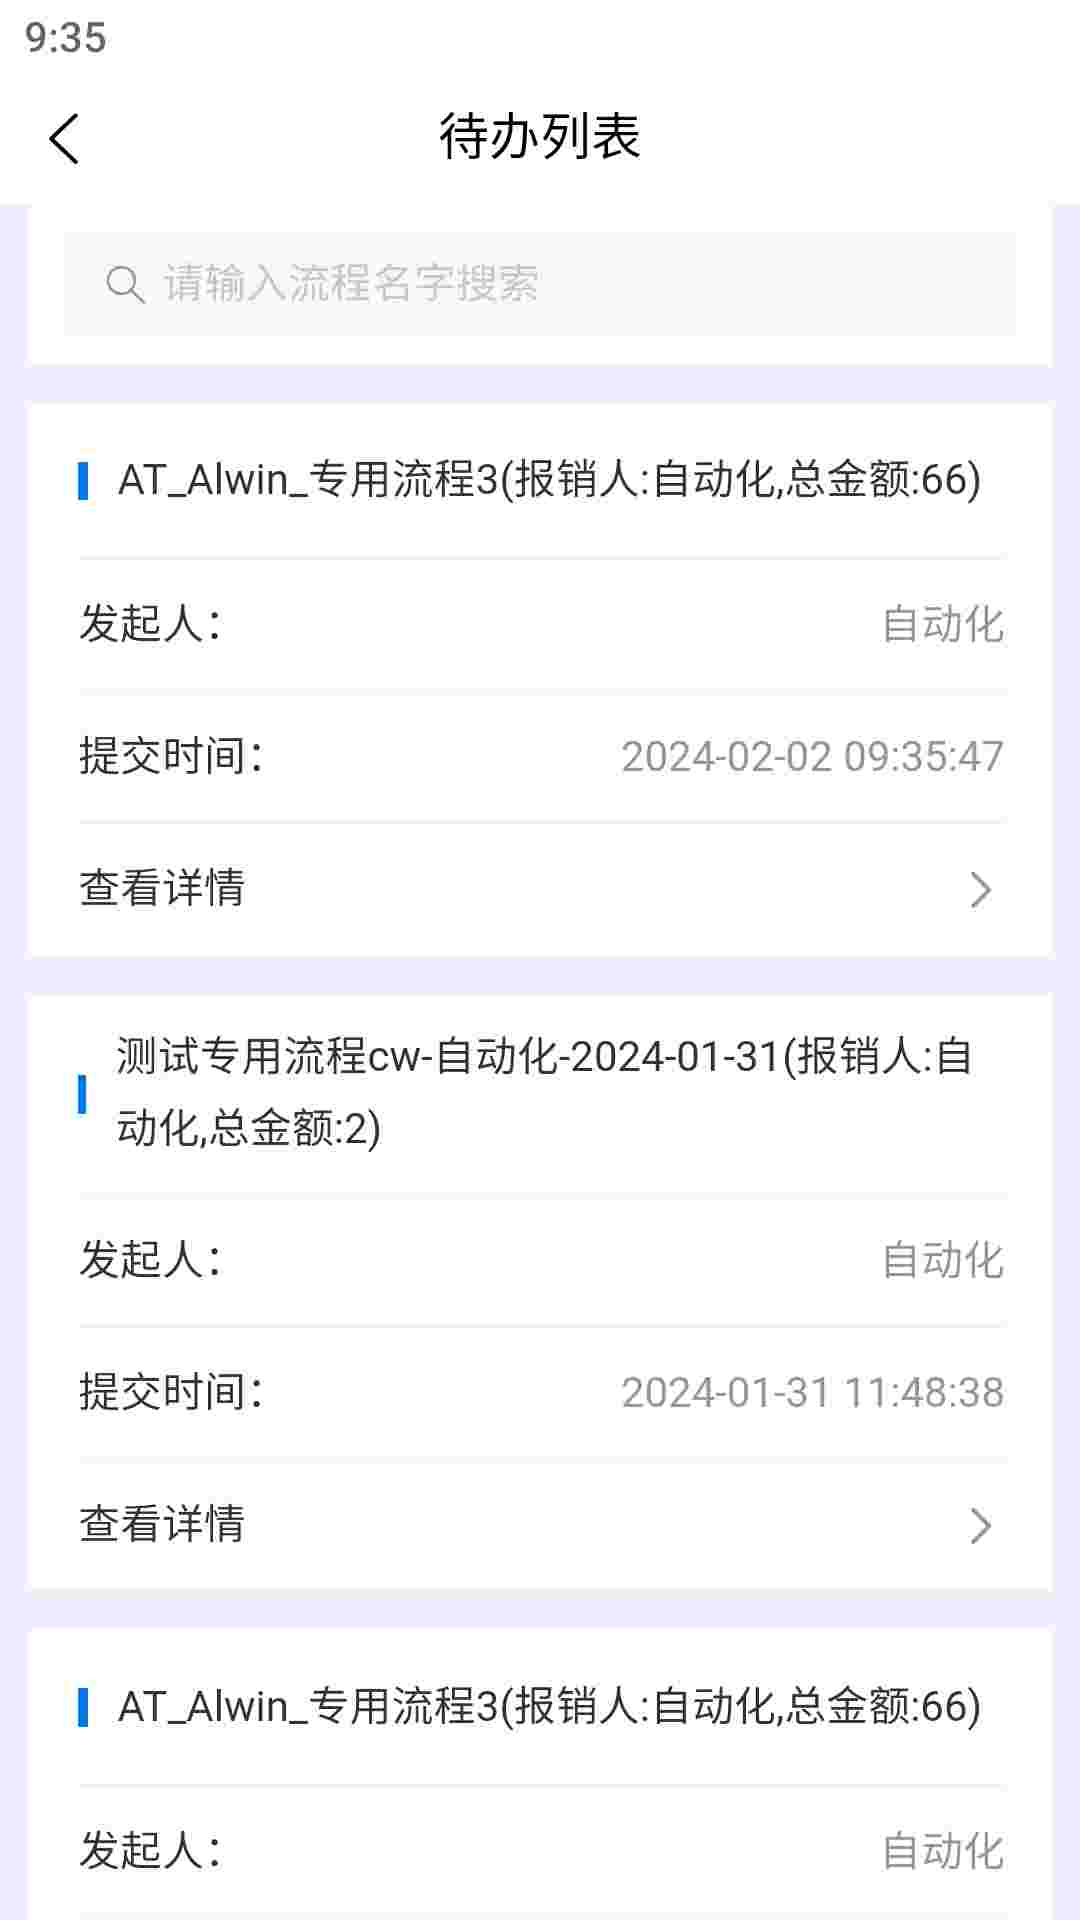 9:35
待办列表
请输入流程名字搜索
AT_Alwin_专用流程3(报销人:自动化,总金额:66)
发起人： 自动化
提交时间： 2024-02-02 09:35:47
查看详情
测试专用流程cw-自动化-2024-01-31(报销人:自
动化,总金额:2)
发起人： 自动化
提交时间： 2024-01-31 11:48:38
查看详情
AT_Alwin_专用流程3(报销人:自动化,总金额:66)
发起人： 自动化